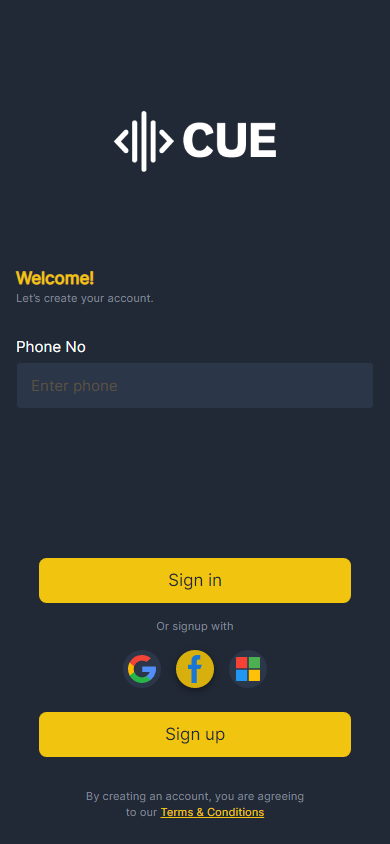 CUE
Welcome!
Let's create your account.
Phone No
Enter phone
Sign in
Or signup with
Sign up
By creating an account, you are agreeing
to our Terms & Conditions